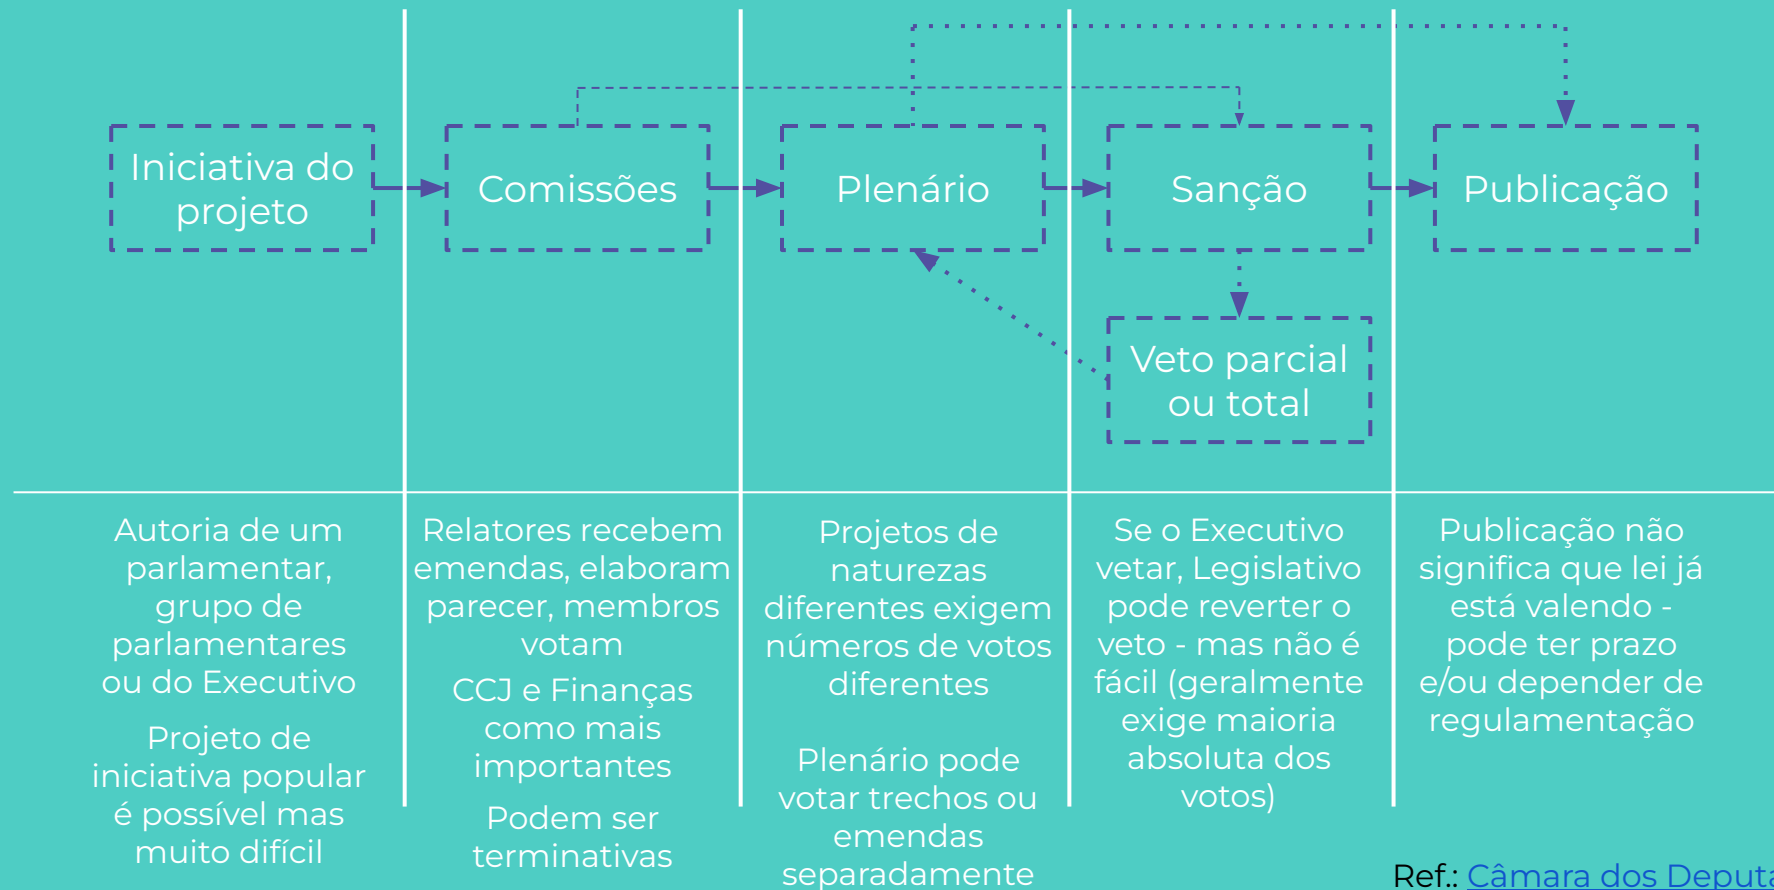 Iniciativa do
projeto
Comissões
Plenário
Sanção
Publicação
Veto parcial
ou total
Autoria de um
parlamentar,
grupo de
parlamentares
ou do Executivo
Projeto de
iniciativa popular
é possível mas
muito difícil
Relatores recebem
emendas, elaboram
parecer, membros
votam
CCJ e Finanças
como mais
importantes
Podem ser
terminativas
Projetos de
naturezas
diferentes exigem
números de votos
diferentes
Plenário pode
votar trechos ou
emendas
separadamente
Se o Executivo
vetar, Legislativo
pode reverter o
veto - mas não é
fácil (geralmente
exige maioria
absoluta dos
votos)
Publicação não
significa que lei já
está valendo -
pode ter prazo
e/ou depender de
regulamentação
Ref.: Câmara dos Deputa